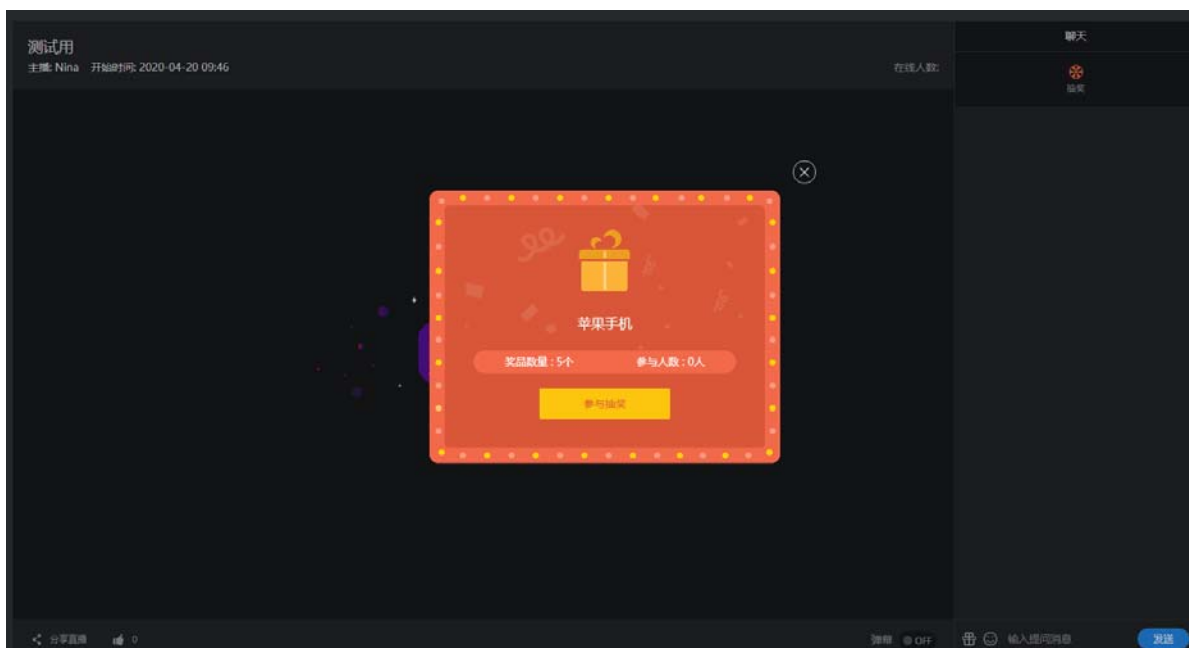 测试用
主播: Nina 开始时间: 2020-04-20 09:46
在线人数:
聊天
抽奖
苹果手机
奖品数量 : 5个 参与人数 : 0人
参与抽奖
分享直播 0
弹幕 OFF
输入提问消息
发送